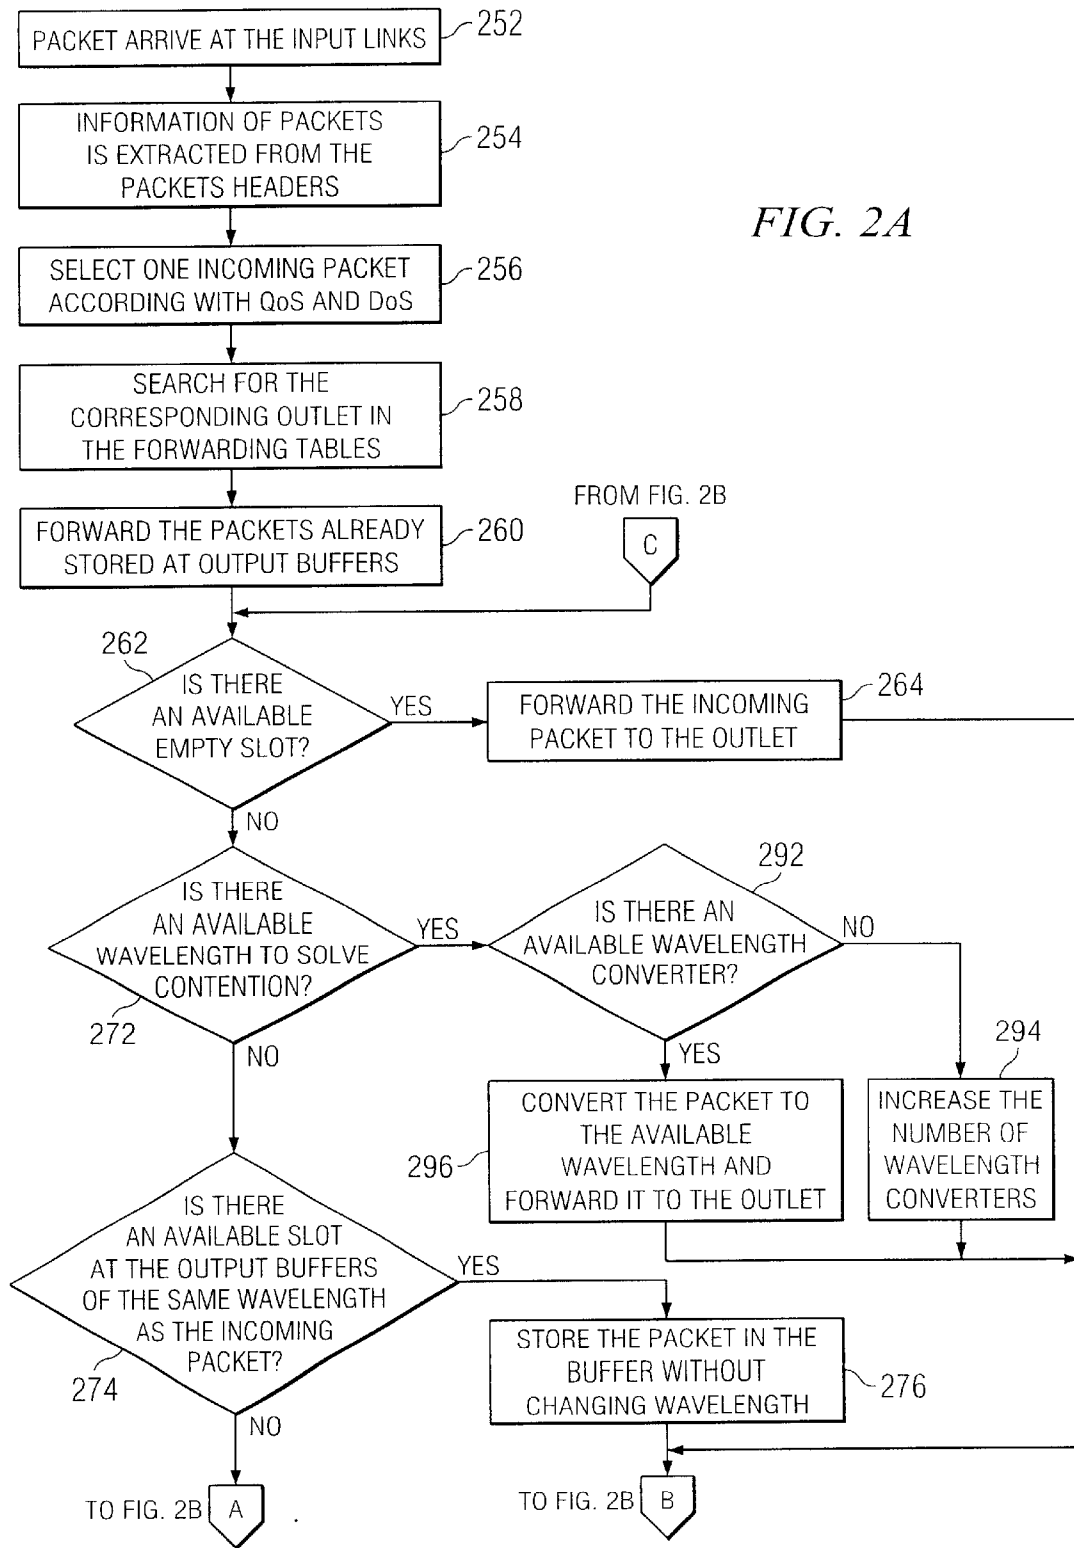 PACKET ARRIVE AT THE INPUT LINKS
252
INFORMATION OF PACKETS
IS EXTRACTED FROM THE
PACKETS HEADERS
254
FIG. 2A
SELECT ONE INCOMING PACKET
ACCORDING WITH QoS AND DoS
256
SEARCH FOR THE
CORRESPONDING OUTLET IN
THE FORWARDING TABLES
258
FORWARD THE PACKETS ALREADY
STORED AT OUTPUT BUFFERS
260
FROM FIG. 2B
C
262
IS THERE
AN AVAILABLE
EMPTY SLOT?
YES
FORWARD THE INCOMING
PACKET TO THE OUTLET
264
NO
IS THERE
AN AVAILABLE
WAVELENGTH TO SOLVE
CONTENTION?
272
YES
292
IS THERE AN
AVAILABLE WAVELENGTH
CONVERTER?
NO
NO
YES
294
CONVERT THE PACKET TO
THE AVAILABLE
WAVELENGTH AND
FORWARD IT TO THE OUTLET
296
INCREASE THE
NUMBER OF
WAVELENGTH
CONVERTERS
IS THERE
AN AVAILABLE SLOT
AT THE OUTPUT BUFFERS
OF THE SAME WAVELENGTH
AS THE INCOMING
PACKET?
274
YES
STORE THE PACKET IN THE
BUFFER WITHOUT
CHANGING WAVELENGTH
276
NO
TO FIG. 2B
A
TO FIG. 2B
B